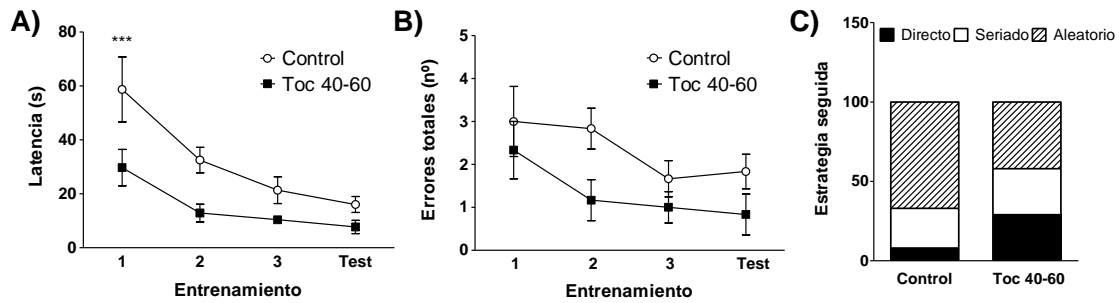 A)
80
60
40
20
0
Latencia (s)
***
Control
Toc 40-60
1 2 3 Test
Entrenamiento
B)
5
4
3
2
1
0
Errores totales (nº)
Control
Toc 40-60
1 2 3 Test
Entrenamiento
C)
150
100
50
0
Estrategia seguida
Directo Seriado Aleatorio
Control Toc 40-60